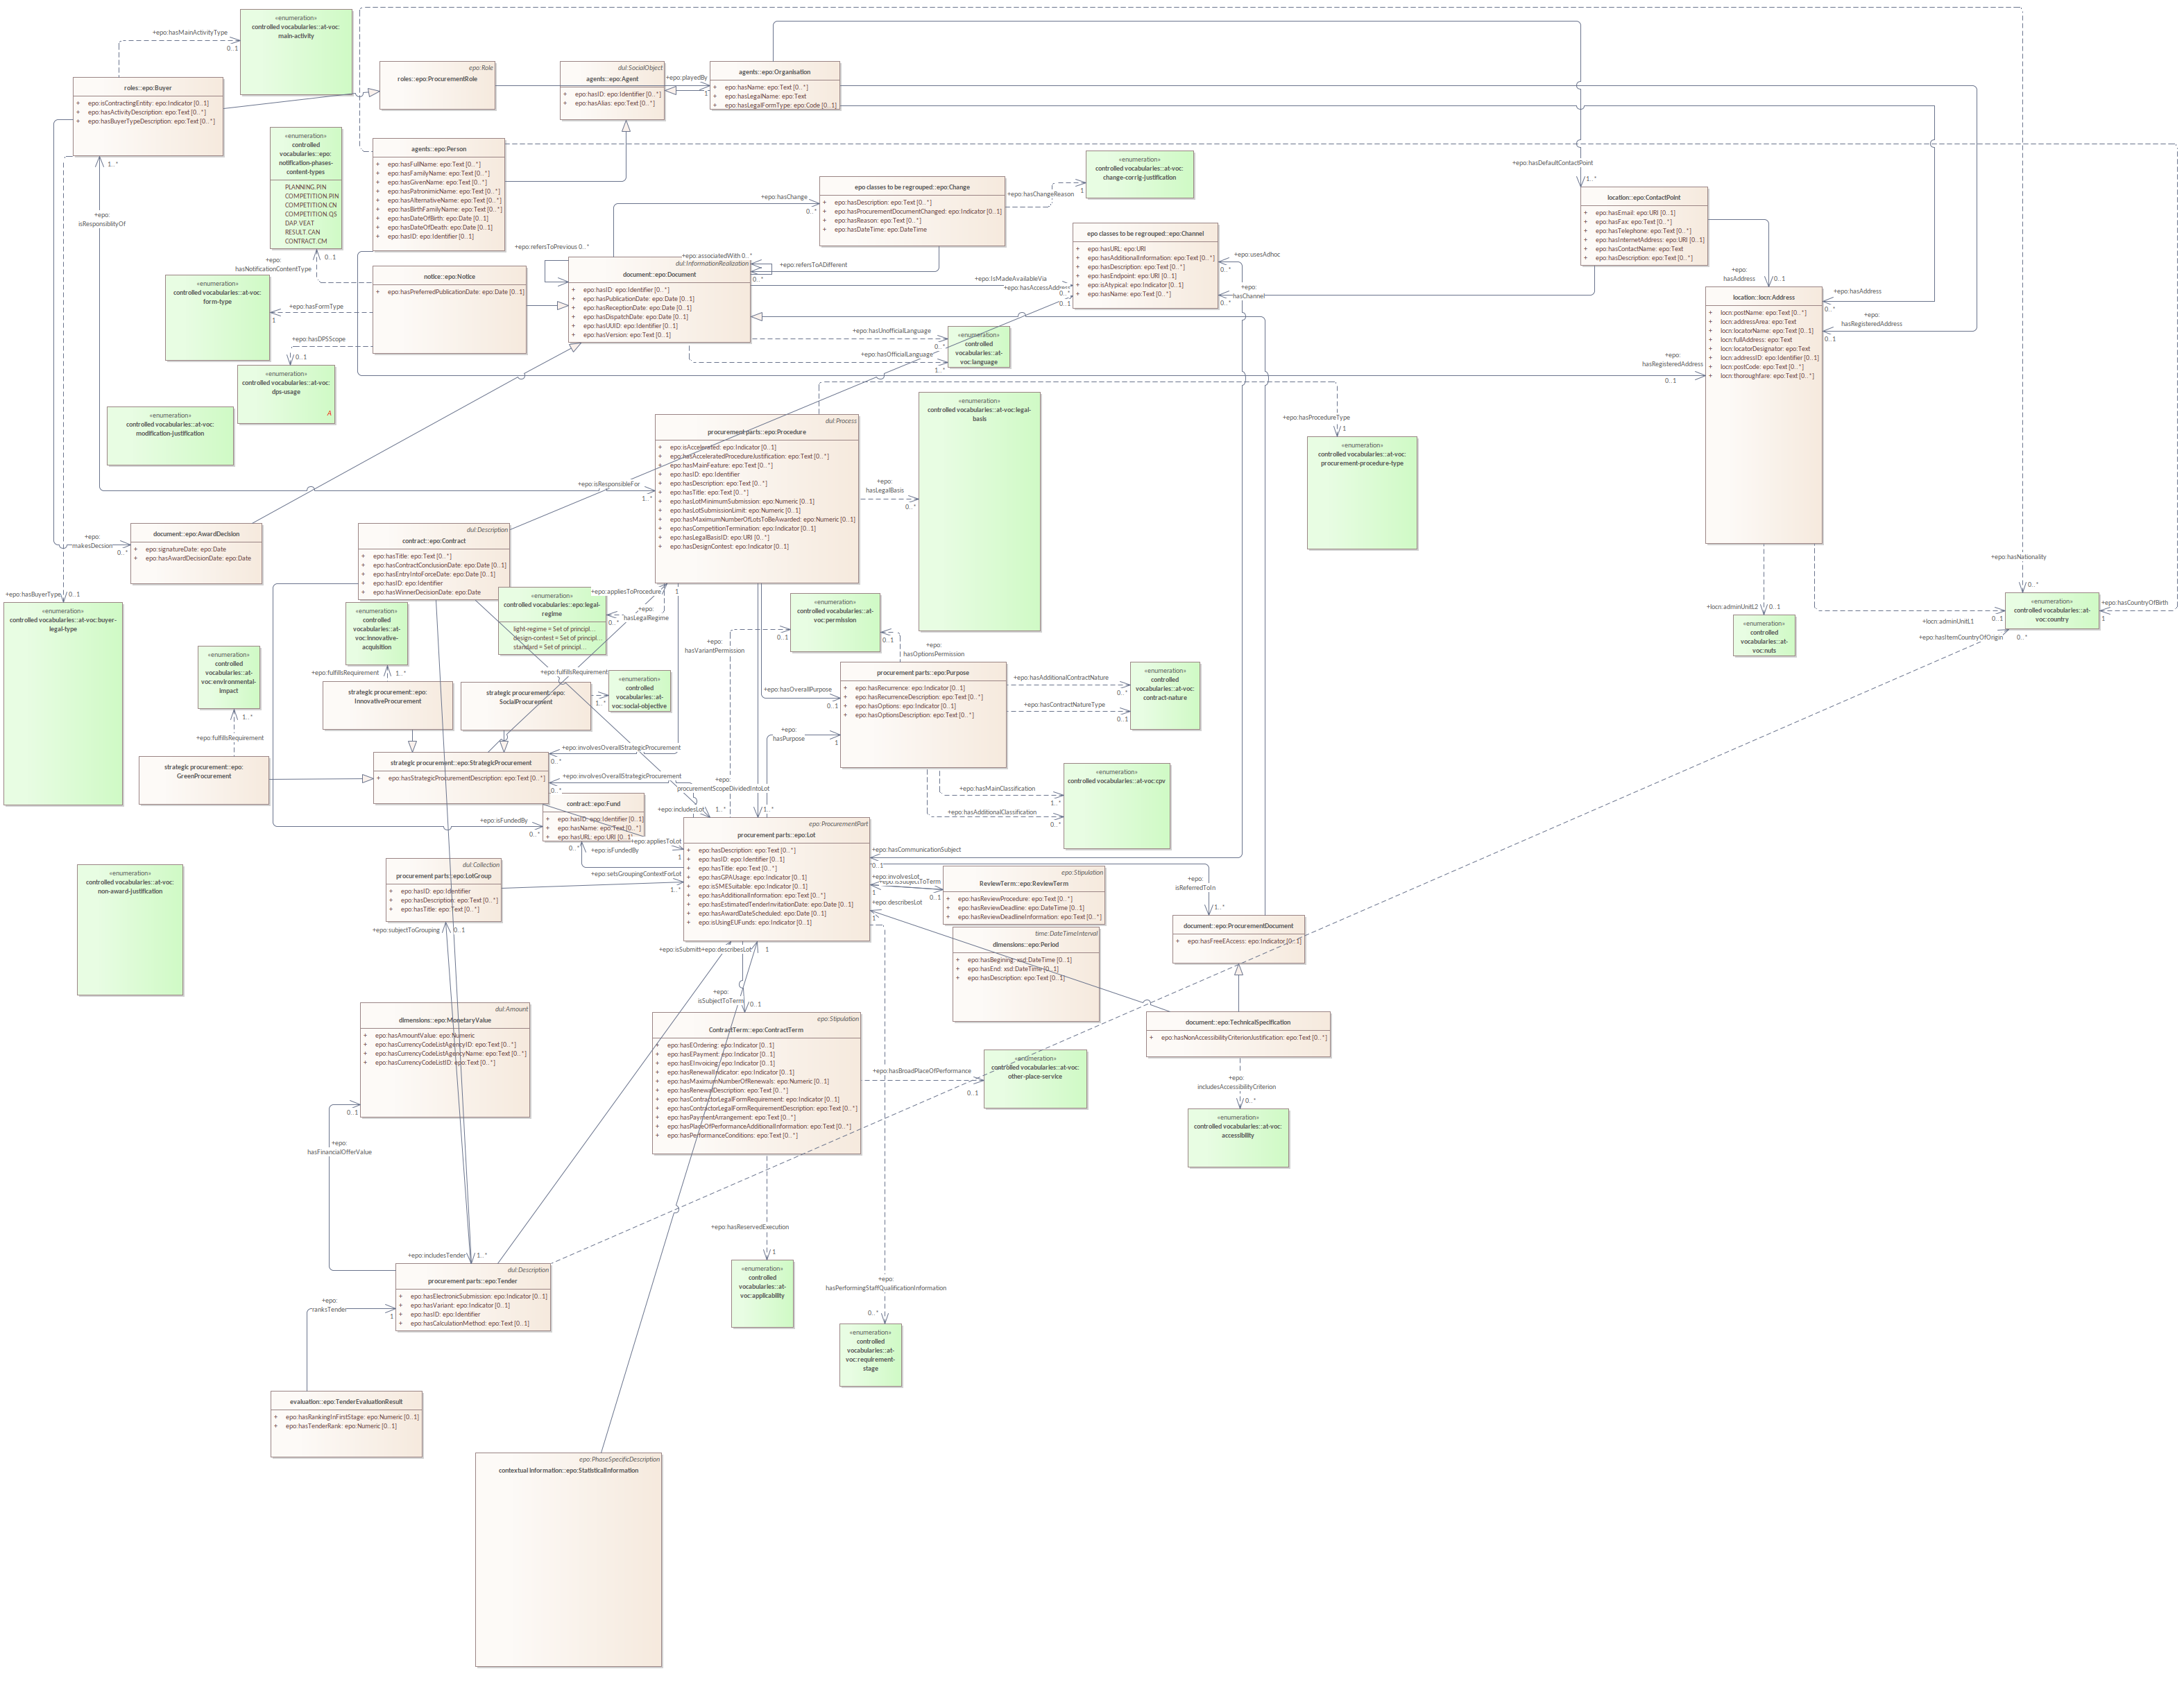 «enumeration»
controlled vocabularies::at-voc:
main-activity
+epo:hasMainActivityType
0..1
roles::epo:Buyer
+ epo:isContractingEntity: epo:Indicator [0..1]
+ epo:hasActivityDescription: epo:Text [0..*]
+ epo:hasBuyerTypeDescription: epo:Text [0..*]
epo:Role
roles::epo:ProcurementRole
dul:SocialObject
agents::epo:Agent
+ epo:hasID: epo:Identifier [0..*]
+ epo:hasAlias: epo:Text [0..*]
+epo:playedBy
1
agents::epo:Organisation
+ epo:hasName: epo:Text [0..*]
+ epo:hasLegalName: epo:Text
+ epo:hasLegalFormType: epo:Code [0..1]
1..*
+epo:
isResponsiblityOf
«enumeration»
controlled
vocabularies::epo:
notification-phases-
content-types
PLANNING.PIN
COMPETITION.PIN
COMPETITION.CN
COMPETITION.QS
DAP.VEAT
RESULT.CAN
CONTRACT.CM
agents::epo:Person
+ epo:hasFullName: epo:Text [0..*]
+ epo:hasFamilyName: epo:Text [0..*]
+ epo:hasGivenName: epo:Text [0..*]
+ epo:hasPatronimicName: epo:Text [0..*]
+ epo:hasAlternativeName: epo:Text [0..*]
+ epo:hasBirthFamilyName: epo:Text [0..*]
+ epo:hasDateOfBirth: epo:Date [0..1]
+ epo:hasDateOfDeath: epo:Date [0..1]
+ epo:hasID: epo:Identifier [0..1]
epo classes to be regrouped::epo:Change
+ epo:hasDescription: epo:Text [0..*]
+ epo:hasProcurementDocumentChanged: epo:Indicator [0..1]
+ epo:hasReason: epo:Text [0..*]
+ epo:hasDateTime: epo:DateTime
+epo:hasChange
0..*
+epo:hasChangeReason
1
«enumeration»
controlled vocabularies::at-voc:
change-corrig-justification
+epo:hasDefaultContactPoint
1..*
location::epo:ContactPoint
+ epo:hasEmail: epo:URI [0..1]
+ epo:hasFax: epo:Text [0..*]
+ epo:hasTelephone: epo:Text [0..*]
+ epo:hasInternetAddress: epo:URI [0..1]
+ epo:hasContactName: epo:Text
+ epo:hasDescription: epo:Text [0..*]
epo classes to be regrouped::epo:Channel
+ epo:hasURL: epo:URI
+ epo:hasAdditionalInformation: epo:Text [0..*]
+ epo:hasDescription: epo:Text [0..*]
+ epo:hasEndpoint: epo:URI [0..1]
+ epo:isAtypical: epo:Indicator [0..1]
+ epo:hasName: epo:Text [0..*]
+epo:usesAdhoc
0..*
+epo:
hasChannel
0..*
+epo:refersToPrevious 0..*
+epo:associatedWith 0..*
+epo:refersToADifferent
0..*
+epo:IsMadeAvailableVia
0..*
+epo:hasAccessAddress
0..1
dul:InformationRealization
document::epo:Document
+ epo:hasID: epo:Identifier [0..*]
+ epo:hasPublicationDate: epo:Date [0..1]
+ epo:hasReceptionDate: epo:Date [0..1]
+ epo:hasDispatchDate: epo:Date [0..1]
+ epo:hasUUID: epo:Identifier [0..1]
+ epo:hasVersion: epo:Text [0..1]
notice::epo:Notice
+ epo:hasPreferredPublicationDate: epo:Date [0..1]
+epo:
hasNotificationContentType
0..1
+epo:hasFormType
1
+epo:hasDPSScope
0..1
«enumeration»
controlled vocabularies::at-voc:
form-type
«enumeration»
controlled vocabularies::at-voc:
dps-usage
A
«enumeration»
controlled vocabularies::at-voc:
modification-justification
+epo:hasUnofficialLanguage
0..*
+epo:hasOfficialLanguage
1..*
«enumeration»
controlled
vocabularies::at-
voc:language
+epo:
hasAddress
0..1
+epo:hasAddress
0..*
+epo:
hasRegisteredAddress
0..1
+epo:
hasRegisteredAddress
0..1
location::locn:Address
+ locn:postName: epo:Text [0..*]
+ locn:addressArea: epo:Text
+ locn:locatorName: epo:Text [0..1]
+ locn:fullAddress: epo:Text
+ locn:locatorDesignator: epo:Text
+ locn:addressID: epo:Identifier [0..1]
+ locn:postCode: epo:Text [0..*]
+ locn:thoroughfare: epo:Text [0..*]
dul:Process
procurement parts::epo:Procedure
+ epo:isAccelerated: epo:Indicator [0..1]
+ epo:hasAcceleratedProcedureJustification: epo:Text [0..*]
+ epo:hasMainFeature: epo:Text [0..*]
+ epo:hasID: epo:Identifier
+ epo:hasDescription: epo:Text [0..*]
+ epo:hasTitle: epo:Text [0..*]
+ epo:hasLotMinimumSubmission: epo:Numeric [0..1]
+ epo:hasLotSubmissionLimit: epo:Numeric [0..1]
+ epo:hasMaximumNumberOfLotsToBeAwarded: epo:Numeric [0..1]
+ epo:hasCompetitionTermination: epo:Indicator [0..1]
+ epo:hasLegalBasisID: epo:URI [0..*]
+ epo:hasDesignContest: epo:Indicator [0..1]
+epo:isResponsibleFor
1..*
+epo:
hasLegalBasis
0..*
«enumeration»
controlled vocabularies::at-voc:legal-
basis
+epo:hasProcedureType
1
«enumeration»
controlled vocabularies::at-voc:
procurement-procedure-type
document::epo:AwardDecision
+ epo:signatureDate: epo:Date
+ epo:hasAwardDecisionDate: epo:Date
+epo:
makesDecsion
0..*
dul:Description
contract::epo:Contract
+ epo:hasTitle: epo:Text [0..*]
+ epo:hasContractConclusionDate: epo:Date [0..1]
+ epo:hasEntryIntoForceDate: epo:Date [0..1]
+ epo:hasID: epo:Identifier
+ epo:hasWinnerDecisionDate: epo:Date
+epo:hasBuyerType
0..1
«enumeration»
controlled vocabularies::at-voc:buyer-
legal-type
«enumeration»
controlled
vocabularies::at-
voc:innovative-
acquisition
«enumeration»
controlled vocabularies::epo:legal-
regime
light-regime = Set of principl...
design-contest = Set of principl...
standard = Set of princpl...
+epo:appliesToProcedure
1
+epo:
hasLegalRegime
0..*
«enumeration»
controlled vocabularies::at-
voc:permission
+epo:
hasVariantPermission
0..1
+epo:
hasOptionsPermission
0..1
+epo:hasNationality
0..*
+epo:hasCountryOfBirth
1
+locn:adminUnitL2
0..1
+locn:adminUnitL1
0..1
+epo:hasItemCountryOfOrigin
0..*
«enumeration»
controlled
vocabularies::at-
voc:nuts
«enumeration»
controlled vocabularies::at-
voc:country
«enumeration»
controlled
vocabularies::at-
voc:environmental-
impact
+epo:fulfillsRequirement
1..*
+epo:fulfillsRequirement
1..*
+epo:fulfillsRequirement
1..*
strategic procurement::epo:
InnovativeProcurement
strategic procurement::epo:
SocialProcurement
«enumeration»
controlled
vocabularies::at-
voc:social-objective
strategic procurement::epo:
GreenProcurement
strategic procurement::epo:StrategicProcurement
+ epo:hasStrategicProcurementDescription: epo:Text [0..*]
+epo:involvesOverallStrategicProcurement
0..*
+epo:involvesOverallStrategicProcurement
0..*
procurement parts::epo:Purpose
+ epo:hasRecurrence: epo:Indicator [0..1]
+ epo:hasRecurrenceDescription: epo:Text [0..*]
+ epo:hasOptions: epo:Indicator [0..1]
+ epo:hasOptionsDescription: epo:Text [0..*]
+epo:hasOverallPurpose
0..1
+epo:
hasPurpose
1
+epo:hasAdditionalContractNature
0..*
+epo:hasContractNatureType
0..1
«enumeration»
controlled
vocabularies::at-voc:
contract-nature
+epo:hasMainClassification
1..*
+epo:hasAdditionalClassification
0..*
«enumeration»
controlled vocabularies::at-voc:cpv
+epo:
procurementScopeDividedIntoLot
1..*
+epo:includesLot
1..*
contract::epo:Fund
+ epo:hasID: epo:Identifier [0..1]
+ epo:hasName: epo:Text [0..*]
+ epo:hasURL: epo:URI [0..1]
+epo:isFundedBy
0..*
+epo:isFundedBy
0..*
+epo:appliesToLot
1
epo:ProcurementPart
procurement parts::epo:Lot
+ epo:hasDescription: epo:Text [0..*]
+ epo:hasID: epo:Identifier [0..1]
+ epo:hasTitle: epo:Text [0..*]
+ epo:hasGPAUsage: epo:Indicator [0..1]
+ epo:isSMESuitable: epo:Indicator [0..1]
+ epo:hasAdditionalInformation: epo:Text [0..*]
+ epo:hasEstimatedTenderInvitationDate: epo:Date [0..1]
+ epo:hasAwardDateScheduled: epo:Date [0..1]
+ epo:isUsingEUFunds: epo:Indicator [0..1]
+epo:hasCommunicationSubject
0..1
+epo:involvesLot
1
+epo:isSubjectToTerm
0..1
+epo:describesLot
1
«enumeration»
controlled vocabularies::at-voc:
non-award-justification
dul:Collection
procurement parts::epo:LotGroup
+ epo:hasID: epo:Identifier
+ epo:hasDescription: epo:Text [0..*]
+ epo:hasTitle: epo:Text [0..*]
+epo:setsGroupingContextForLot
1..*
+epo:subjectToGrouping
0..1
epo:Stipulation
ReviewTerm::epo:ReviewTerm
+ epo:hasReviewProcedure: epo:Text [0..*]
+ epo:hasReviewDeadline: epo:DateTime [0..1]
+ epo:hasReviewDeadlineInformation: epo:Text [0..*]
+epo:
isReferredToIn
1..*
document::epo:ProcurementDocument
+ epo:hasFreeEAccess: epo:Indicator [0..1]
time:DateTimeInterval
dimensions::epo:Period
+ epo:hasBegining: xsd:DateTime [0..1]
+ epo:hasEnd: xsd:DateTime [0..1]
+ epo:hasDescription: epo:Text [0..1]
+epo:describesLot
1
+epo:
isSubjectToTerm
0..1
dul:Amount
dimensions::epo:MonetaryValue
+ epo:hasAmountValue: epo:Numeric
+ epo:hasCurrencyCodeListAgencyID: epo:Text [0..*]
+ epo:hasCurrencyCodeListAgencyName: epo:Text [0..*]
+ epo:hasCurrencyCodeListID: epo:Text [0..*]
epo:Stipulation
ContractTerm::epo:ContractTerm
+ epo:hasEOrdering: epo:Indicator [0..1]
+ epo:hasEPayment: epo:Indicator [0..1]
+ epo:hasEInvoicing: epo:Indicator [0..1]
+ epo:hasRenewalIndicator: epo:Indicator [0..1]
+ epo:hasMaximumNumberOfRenewals: epo:Numeric [0..1]
+ epo:hasRenewalDescription: epo:Text [0..*]
+ epo:hasContractorLegalFormRequirement: epo:Indicator [0..1]
+ epo:hasContractorLegalFormRequirementDescription: epo:Text [0..*]
+ epo:hasPaymentArrangement: epo:Text [0..*]
+ epo:hasPlaceOfPerformanceAdditionalInformation: epo:Text [0..*]
+ epo:hasPerformanceConditions: epo:Text [0..*]
document::epo:TechnicalSpecification
+ epo:hasNonAccessibilityCriterionJustification: epo:Text [0..*]
+epo:hasBroadPlaceOfPerformance
0..1
«enumeration»
controlled vocabularies::at-voc:
other-place-service
+epo:
includesAccessibilityCriterion
0..*
«enumeration»
controlled vocabularies::at-voc:
accessibility
0..1
+epo:
hasFinancialOfferValue
+epo:hasReservedExecution
1
«enumeration»
controlled
vocabularies::at-
voc:applicability
+epo:includesTender
1..*
dul:Description
procurement parts::epo:Tender
+ epo:hasElectronicSubmission: epo:Indicator [0..1]
+ epo:hasVariant: epo:Indicator [0..1]
+ epo:hasID: epo:Identifier
+ epo:hasCalculationMethod: epo:Text [0..1]
+epo:
ranksTender
1
+epo:
hasPerformingStaffQualificationInformation
0..*
«enumeration»
controlled
vocabularies::at-
voc:requirement-
stage
evaluation::epo:TenderEvaluationResult
+ epo:hasRankingInFirstStage: epo:Numeric [0..1]
+ epo:hasTenderRank: epo:Numeric [0..1]
epo:PhaseSpecificDescription
contextual information::epo:StatisticalInformation